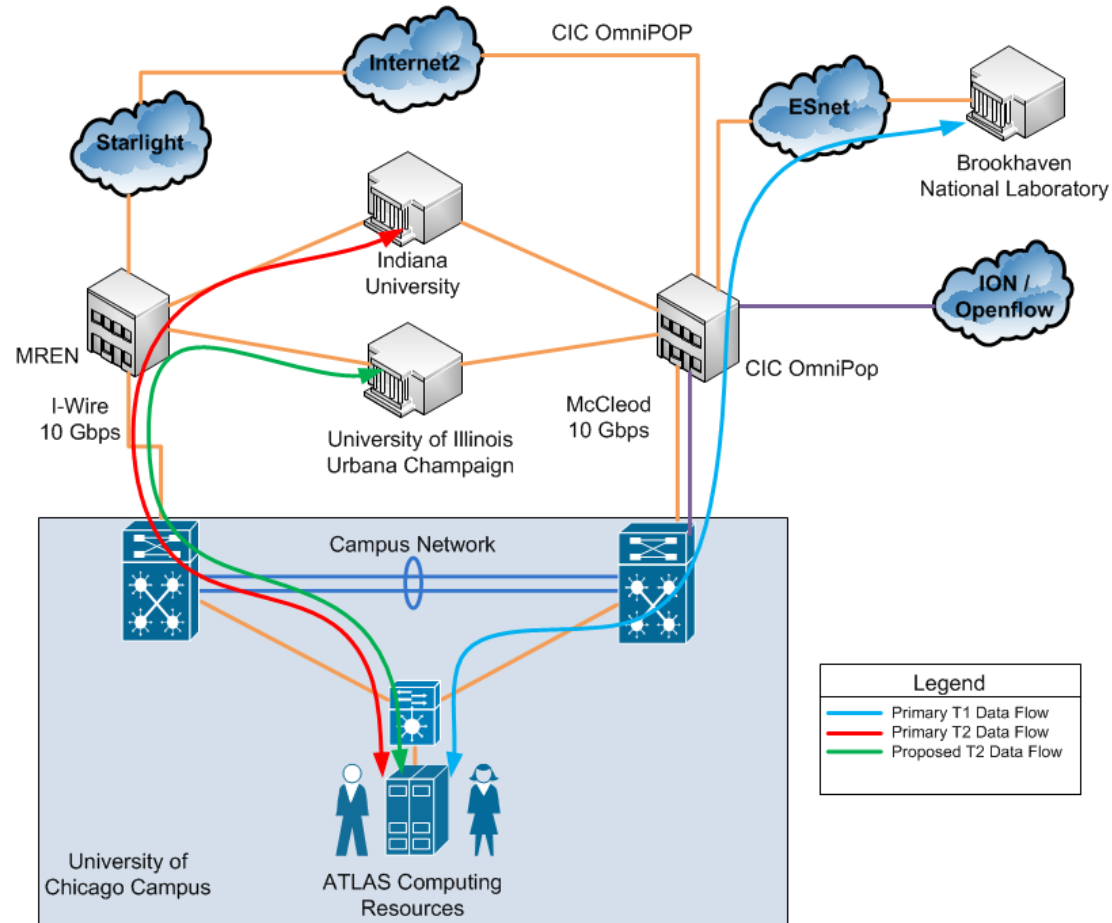 CIC OmniPOP
Internet2
ESnet
Starlight
Brookhaven
National Laboratory
Indiana
University
ION /
Openflow
MREN
CIC OmniPop
I-Wire
10 Gbps
McCleod
10 Gbps
University of Illinois
Urbana Champaign
Campus Network
Legend
Primary T1 Data Flow
Primary T2 Data Flow
Proposed T2 Data Flow
University of
Chicago Campus
ATLAS Computing
Resources